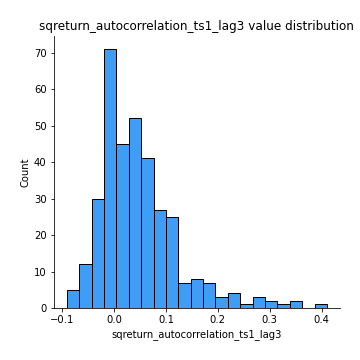 sqreturn_autocorrelation_ts1_lag3 value distribution
70
60
50
40
30
20
10
0
Count
−0.1 0.0 0.1 0.2 0.3 0.4
sqreturn_autocorrelation_ts1_lag3